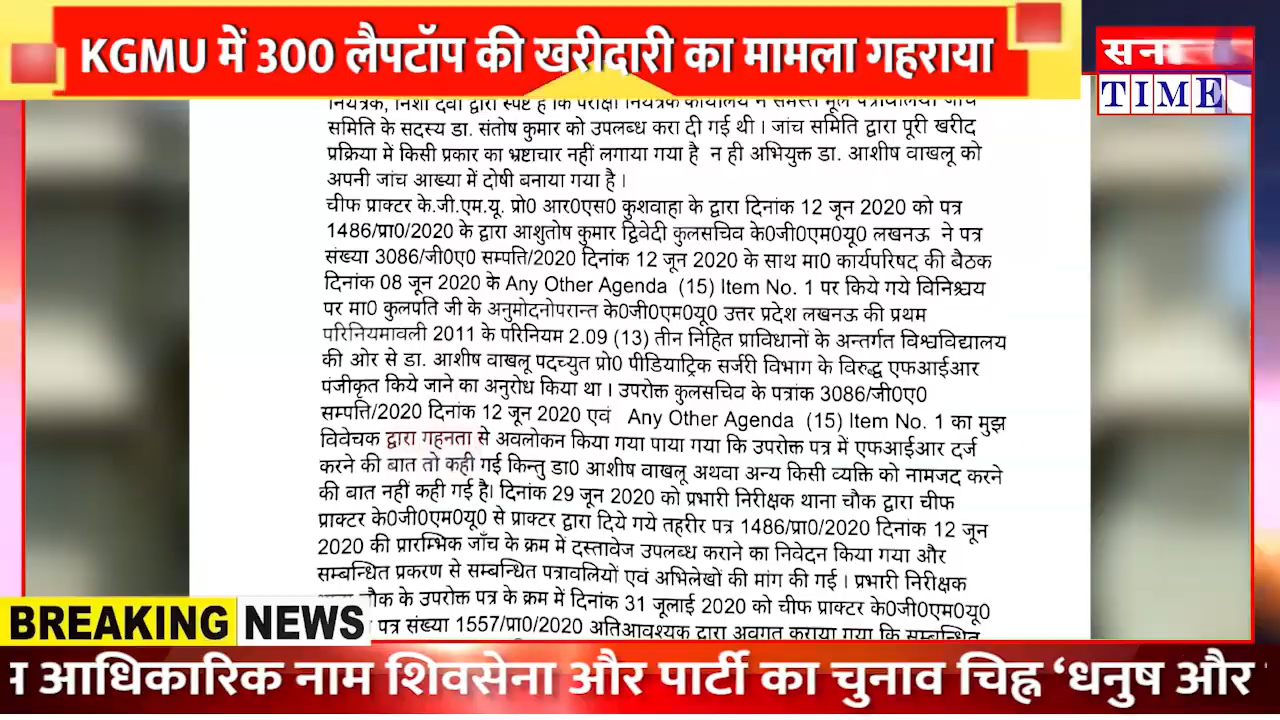 KGMU में 300 लैपटॉप की खरीदारी का मामला गहराया
सना
TIME
नियंत्रक, निशा देवी द्वारा स्पष्ट है कि परीक्षा नियंत्रक कार्यालय ने समस्त मूल पत्रावलियाँ जांच
समिति के सदस्य डा. संतोष कुमार को उपलब्ध करा दी गई थी । जांच समिति द्वारा पूरी खरीद
प्रक्रिया में किसी प्रकार का भ्रष्टाचार नहीं लगाया गया है न ही अभियुक्त डा. आशीष वाखलू को
अपनी जांच आख्या में दोषी बनाया गया है ।
चीफ प्राक्टर के.जी.एम.यू. प्रो0 आर0एस0 कुशवाहा के द्वारा दिनांक 12 जून 2020 को पत्र
1486/प्रा0/2020 के द्वारा आशुतोष कुमार द्विवेदी कुलसचिव के0जी0एम0यू0 लखनऊ ने पत्र
संख्या 3086/जी0ए0 सम्पत्ति/2020 दिनांक 12 जून 2020 के साथ मा0 कार्यपरिषद की बैठक
दिनांक 08 जून 2020 के Any Other Agenda (15) Item No. 1 पर किये गये विनिश्चय
पर मा0 कुलपति जी के अनुमोदनोपरान्त के0जी0एम0यू0 उत्तर प्रदेश लखनऊ की प्रथम
परिनियमावली 2011 के परिनियम 2.09 (13) तीन निहित प्राविधानों के अन्तर्गत विश्वविद्यालय
की ओर से डा. आशीष वाखलू पदच्युत प्रो0 पीडियाट्रिक सर्जरी विभाग के विरुद्ध एफआईआर
पंजीकृत किये जाने का अनुरोध किया था । उपरोक्त कुलसचिव के पत्रांक 3086/जी0ए0
सम्पत्ति/2020 दिनांक 12 जून 2020 एवं Any Other Agenda (15) Item No. 1 का मुझ
विवेचक द्वारा गहनता से अवलोकन किया गया पाया गया कि उपरोक्त पत्र में एफआईआर दर्ज
करने की बात तो कही गई किन्तु डा0 आशीष वाखलू अथवा अन्य किसी व्यक्ति को नामजद करने
की बात नहीं कही गई है। दिनांक 29 जून 2020 को प्रभारी निरीक्षक थाना चौक द्वारा चीफ
प्राक्टर के0जी0एम0यू0 से प्राक्टर द्वारा दिये गये तहरीर पत्र 1486/प्रा0/2020 दिनांक 12 जून
2020 की प्रारम्भिक जाँच के क्रम में दस्तावेज उपलब्ध कराने का निवेदन किया गया और
सम्बन्धित प्रकरण से सम्बन्धित पत्रावलियों एवं अभिलेखों की मांग की गई । प्रभारी निरीक्षक
चौक के उपरोक्त पत्र के क्रम में दिनांक 31 जूलाई 2020 को चीफ प्राक्टर के0जी0एम0यू0
पत्र संख्या 1557/प्रा0/2020 अतिआवश्यक द्वारा अवगत कराया गया कि सम्बन्धित
BREAKING NEWS
आधिकारिक नाम शिवसेना और पार्टी का चुनाव चिह्न ‘धनुष और